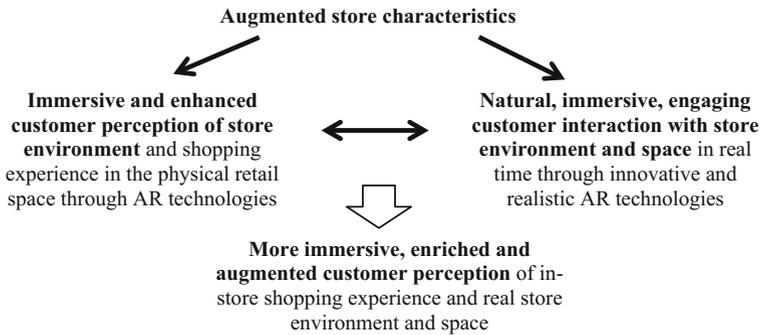 Augmented store characteristics
Immersive and enhanced
customer perception of store
environment and shopping
experience in the physical retail
space through AR technologies
Natural, immersive, engaging
customer interaction with store
environment and space in real
time through innovative and
realistic AR technologies
More immersive, enriched and
augmented customer perception of in-
store shopping experience and real store
environment and space